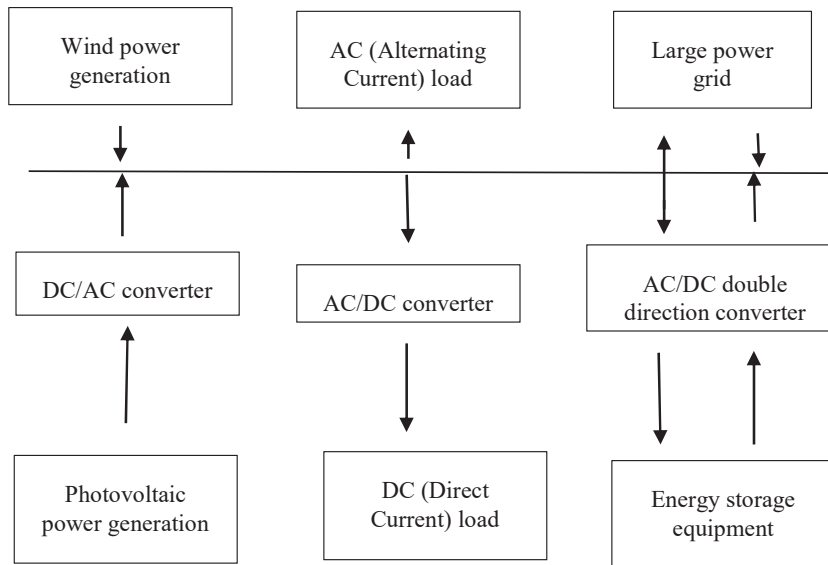 Wind power
generation
AC (Alternating
Current) load
Large power
grid
DC/AC converter
AC/DC converter
AC/DC double
direction converter
Photovoltaic
power generation
DC (Direct
Current) load
Energy storage
equipment